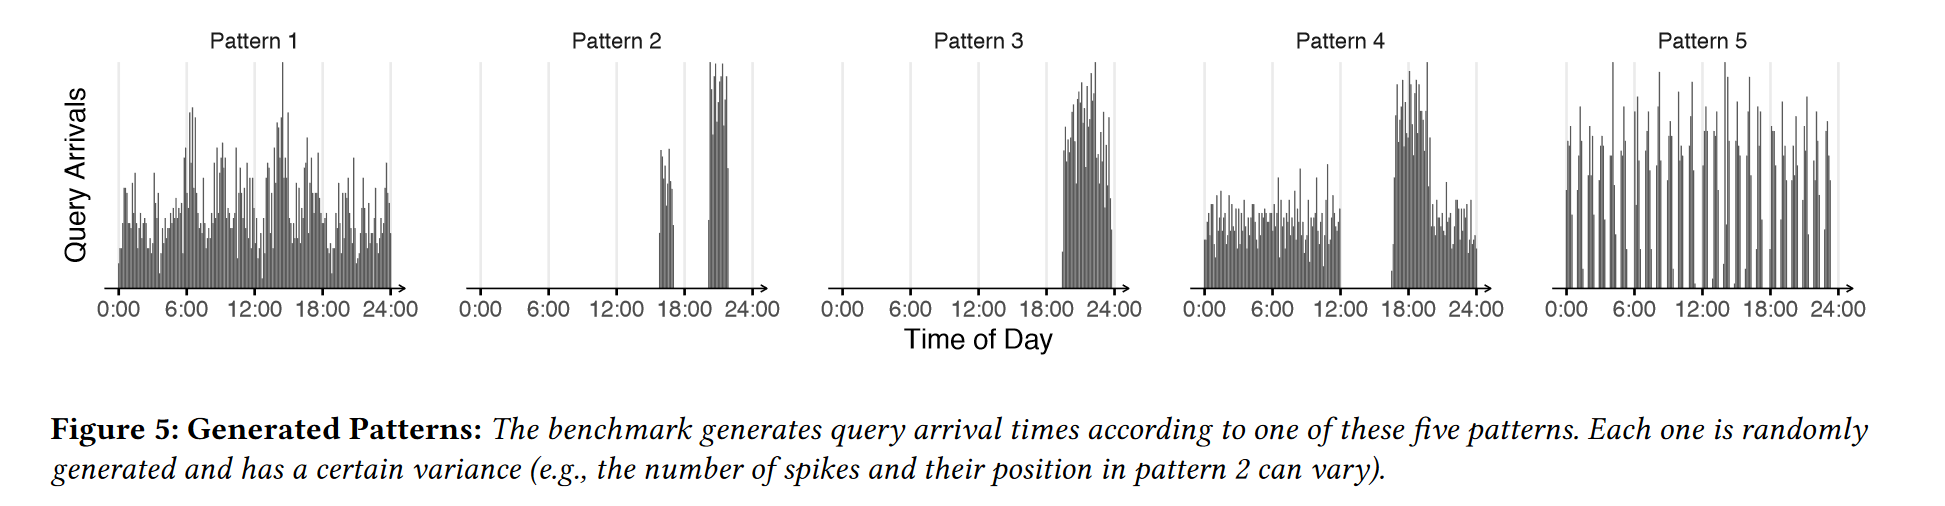 Pattern 1 Pattern 2 Pattern 3 Pattern 4 Pattern 5
Query Arrivals
0:00 6:00 12:00 18:00 24:00 0:00 6:00 12:00 18:00 24:00 0:00 6:00 12:00 18:00 24:00 0:00 6:00 12:00 18:00 24:00 0:00 6:00 12:00 18:00 24:00
Time of Day
Figure 5: Generated Patterns: The benchmark generates query arrival times according to one of these five patterns. Each one is randomly
generated and has a certain variance (e.g., the number of spikes and their position in pattern 2 can vary).